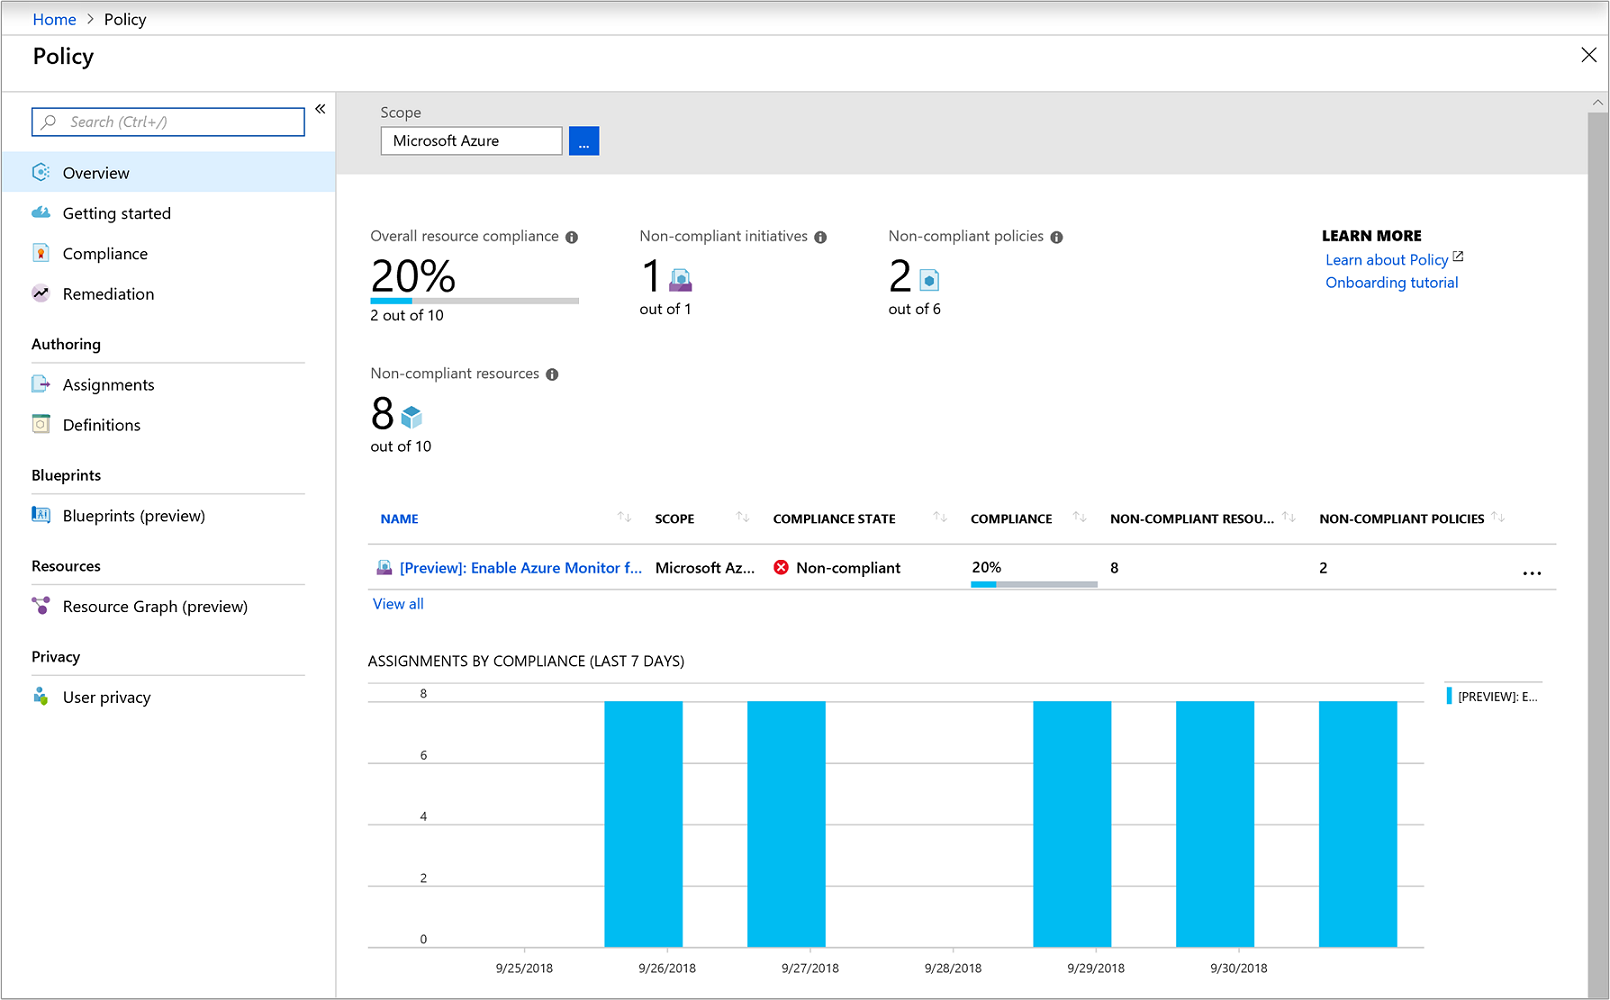 Home > Policy
Policy
Search (Ctrl+/)
Overview
Getting started
Compliance
Remediation
Authoring
Assignments
Definitions
Blueprints
Blueprints (preview)
Resources
Resource Graph (preview)
Privacy
User privacy
Scope
Microsoft Azure
...
Overall resource compliance
20%
2 out of 10
Non-compliant initiatives
1
out of 1
Non-compliant policies
2
out of 6
LEARN MORE
Learn about Policy
Onboarding tutorial
Non-compliant resources
8
out of 10
NAME SCOPE COMPLIANCE STATE COMPLIANCE NON-COMPLIANT RESOU... NON-COMPLIANT POLICIES
[Preview]: Enable Azure Monitor f... Microsoft Az... Non-compliant 20% 8 2 ...
View all
ASSIGNMENTS BY COMPLIANCE (LAST 7 DAYS)
8
6
4
2
0
9/25/2018 9/26/2018 9/27/2018 9/28/2018 9/29/2018 9/30/2018
[PREVIEW]: E...